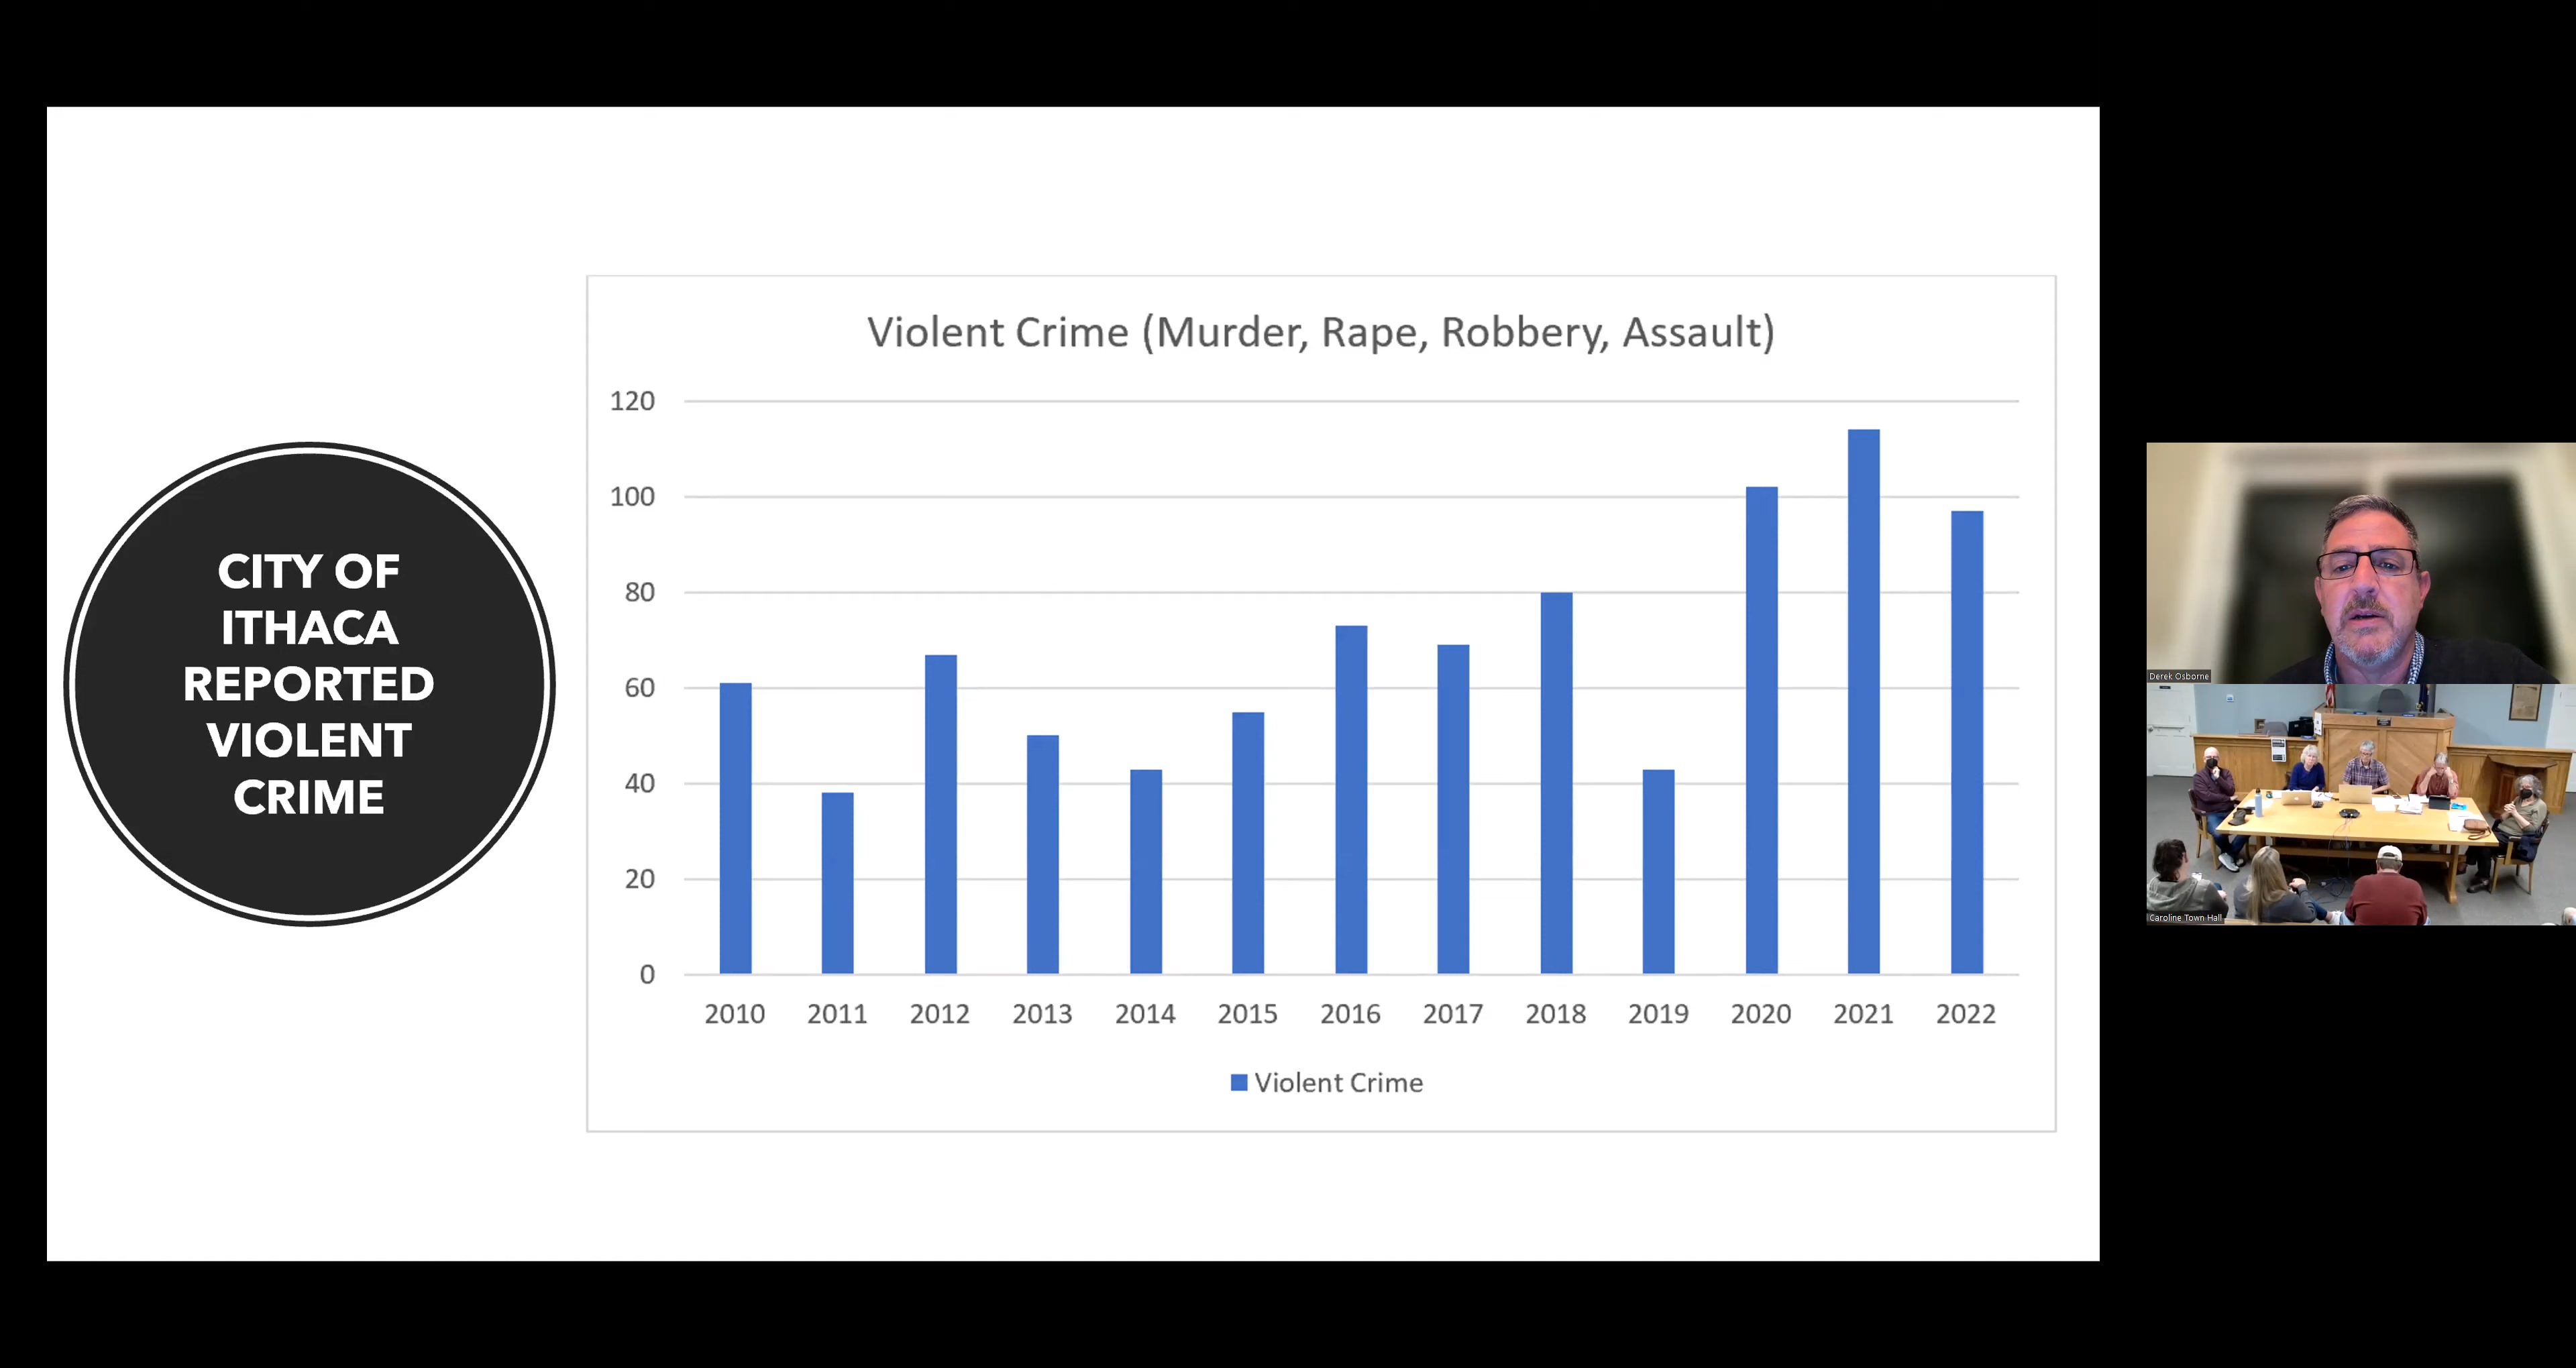 CITY OF
ITHACA
REPORTED
VIOLENT
CRIME
Violent Crime (Murder, Rape, Robbery, Assault)
120
100
80
60
40
20
0
2010 2011 2012 2013 2014 2015 2016 2017 2018 2019 2020 2021 2022
Violent Crime
Derek Osborne
Caroline Town Hall